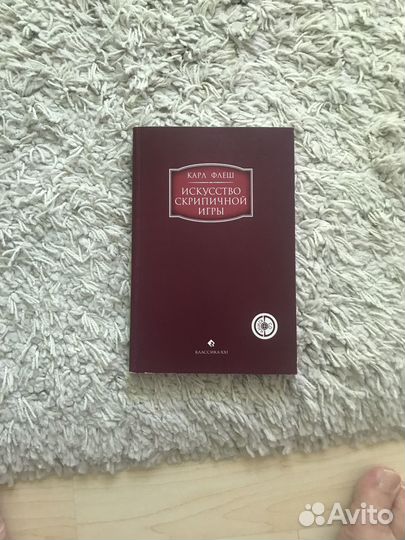 КАРЛ ФЛЕШ
ИСКУССТВО
СКРИПИЧНОЙ
ИГРЫ
КЛАССИКА-XXI
Avito